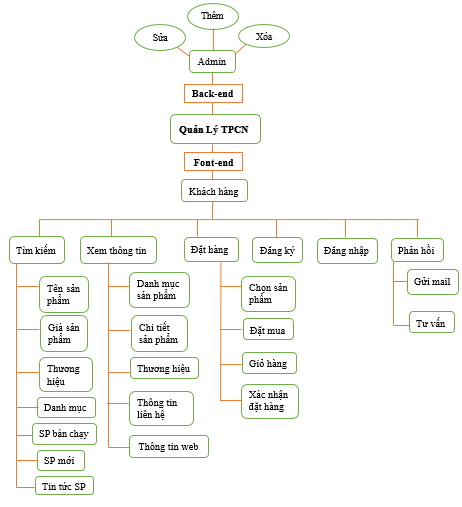 Thêm
Sửa
Xóa
Admin
Back-end
Quản Lý TPCN
Font-end
Khách hàng
Tìm kiếm
Xem thông tin
Đặt hàng
Đăng ký
Đăng nhập
Phản hồi
Tên sản
phẩm
Giá sản
phẩm
Thương
hiệu
Danh mục
SP bán chạy
SP mới
Tin tức SP
Danh mục
sản phẩm
Chi tiết
sản phẩm
Thương hiệu
Thông tin
liên hệ
Thông tin web
Chọn sản
phẩm
Đặt mua
Giỏ hàng
Xác nhận
đặt hàng
Gửi mail
Tư vấn